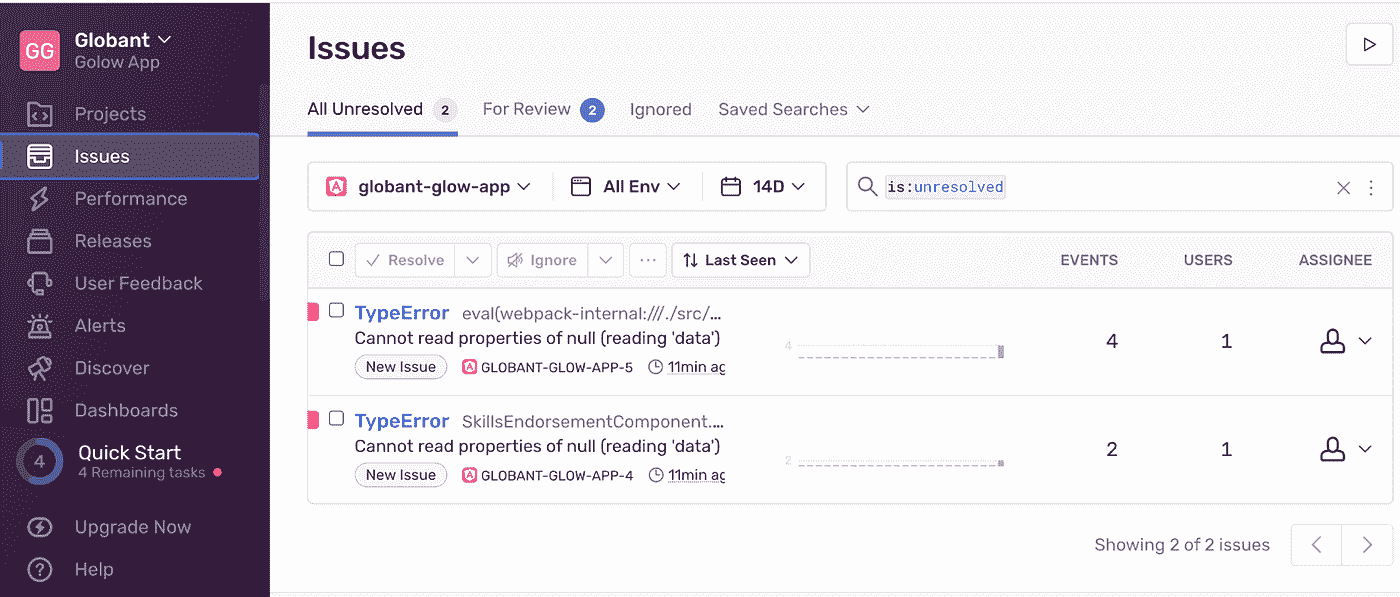 GG
Globant
Golow App
Projects
Issues
Performance
Releases
User Feedback
Alerts
Discover
Dashboards
4
Quick Start
4 Remaining tasks
Upgrade Now
Help
Issues
All Unresolved 2 For Review 2 Ignored Saved Searches
globant-glow-app All Env 14D is:unresolved
Resolve Ignore ... Last Seen EVENTS USERS ASSIGNEE
TypeError eval(webpack-internal:///./src/...
Cannot read properties of null (reading 'data')
4 4 1
New Issue GLOBANT-GLOW-APP-5 11min ag
TypeError SkillsEndorsementComponent....
Cannot read properties of null (reading 'data')
2 2 1
New Issue GLOBANT-GLOW-APP-4 11min ag
Showing 2 of 2 issues